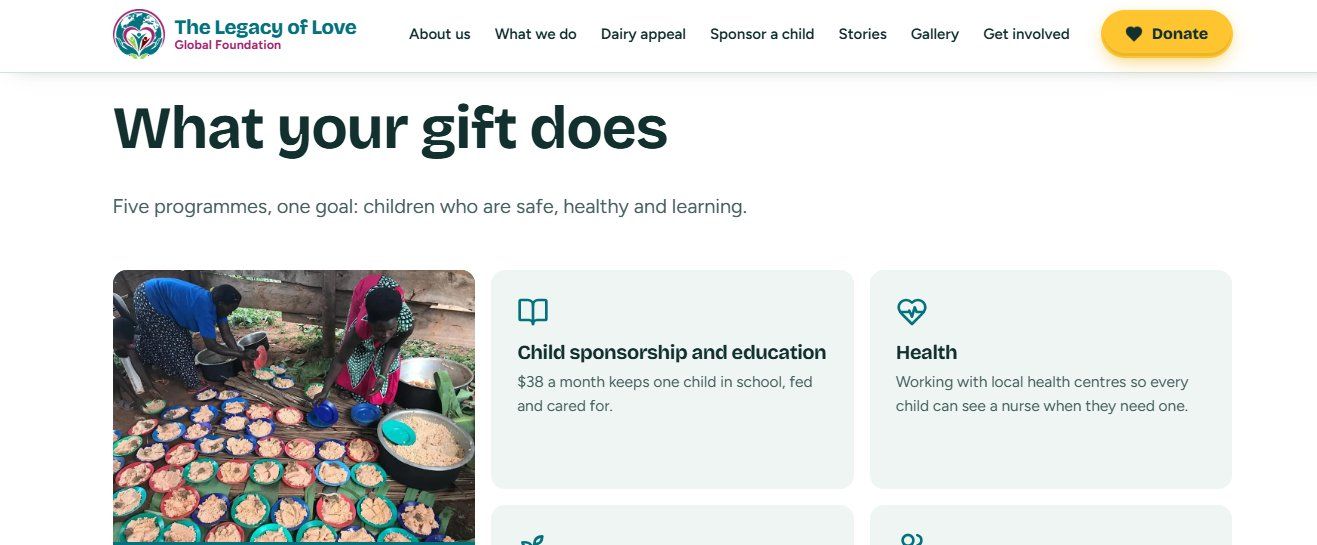 The Legacy of Love
Global Foundation
About us
What we do
Dairy appeal
Sponsor a child
Stories
Gallery
Get involved
Donate
What your gift does
Five programmes, one goal: children who are safe, healthy and learning.
Child sponsorship and education
$38 a month keeps one child in school, fed
and cared for.
Health
Working with local health centres so every
child can see a nurse when they need one.